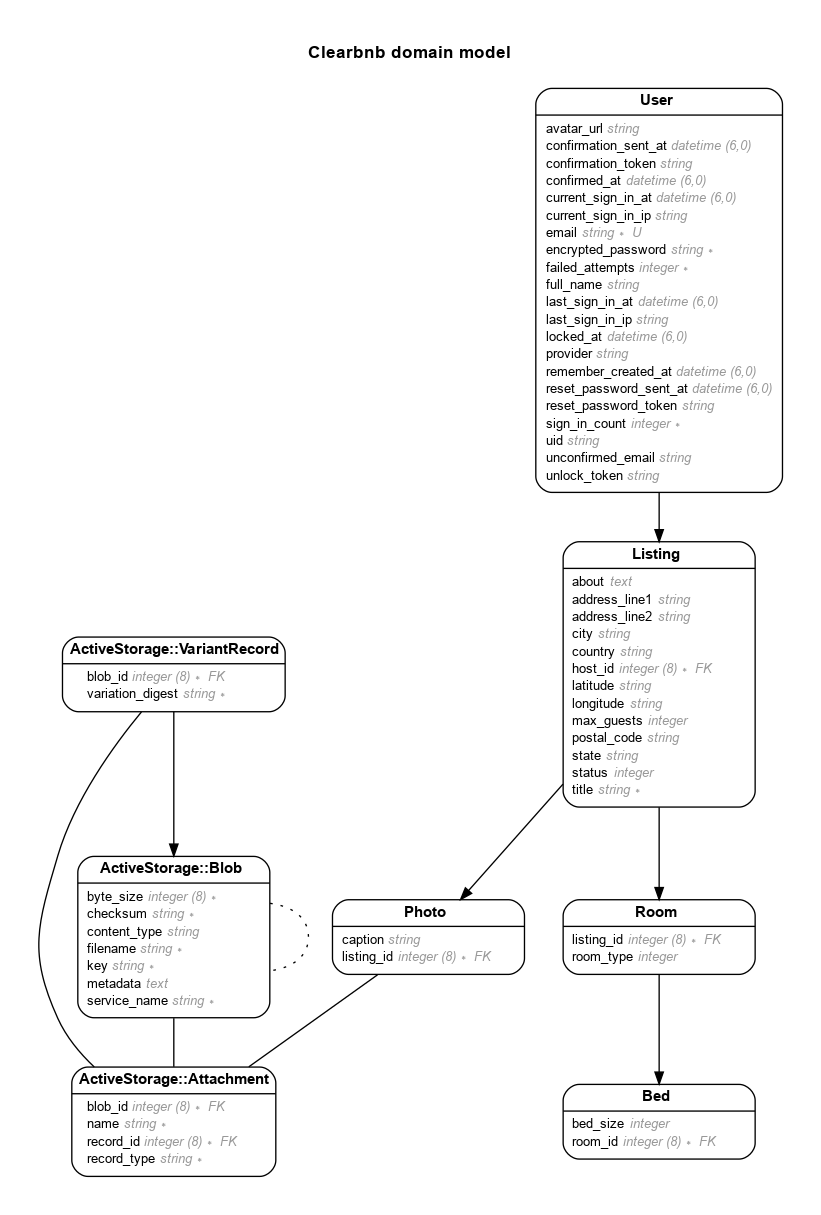 Clearbnb domain model
User
avatar_url string
confirmation_sent_at datetime (6,0)
confirmation_token string
confirmed_at datetime (6,0)
current_sign_in_at datetime (6,0)
current_sign_in_ip string
email string ∗ U
encrypted_password string ∗
failed_attempts integer ∗
full_name string
last_sign_in_at datetime (6,0)
last_sign_in_ip string
locked_at datetime (6,0)
provider string
remember_created_at datetime (6,0)
reset_password_sent_at datetime (6,0)
reset_password_token string
sign_in_count integer ∗
uid string
unconfirmed_email string
unlock_token string
Listing
about text
address_line1 string
address_line2 string
city string
country string
host_id integer (8) ∗ FK
latitude string
longitude string
max_guests integer
postal_code string
state string
status integer
title string ∗
ActiveStorage::VariantRecord
blob_id integer (8) ∗ FK
variation_digest string ∗
ActiveStorage::Blob
byte_size integer (8) ∗
checksum string ∗
content_type string
filename string ∗
key string ∗
metadata text
service_name string ∗
Photo
caption string
listing_id integer (8) ∗ FK
Room
listing_id integer (8) ∗ FK
room_type integer
ActiveStorage::Attachment
blob_id integer (8) ∗ FK
name string ∗
record_id integer (8) ∗ FK
record_type string ∗
Bed
bed_size integer
room_id integer (8) ∗ FK